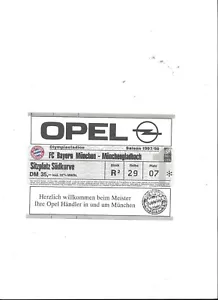 OPEL
Olympiastadion Saison 1997/98
FC Bayern München - Mönchengladbach
Sitzplatz Südkurve
DM 35,-
Block Reihe Platz
R³ 29 07 *
Herzlich willkommen beim Meister
Ihre Opel Händler in und um München